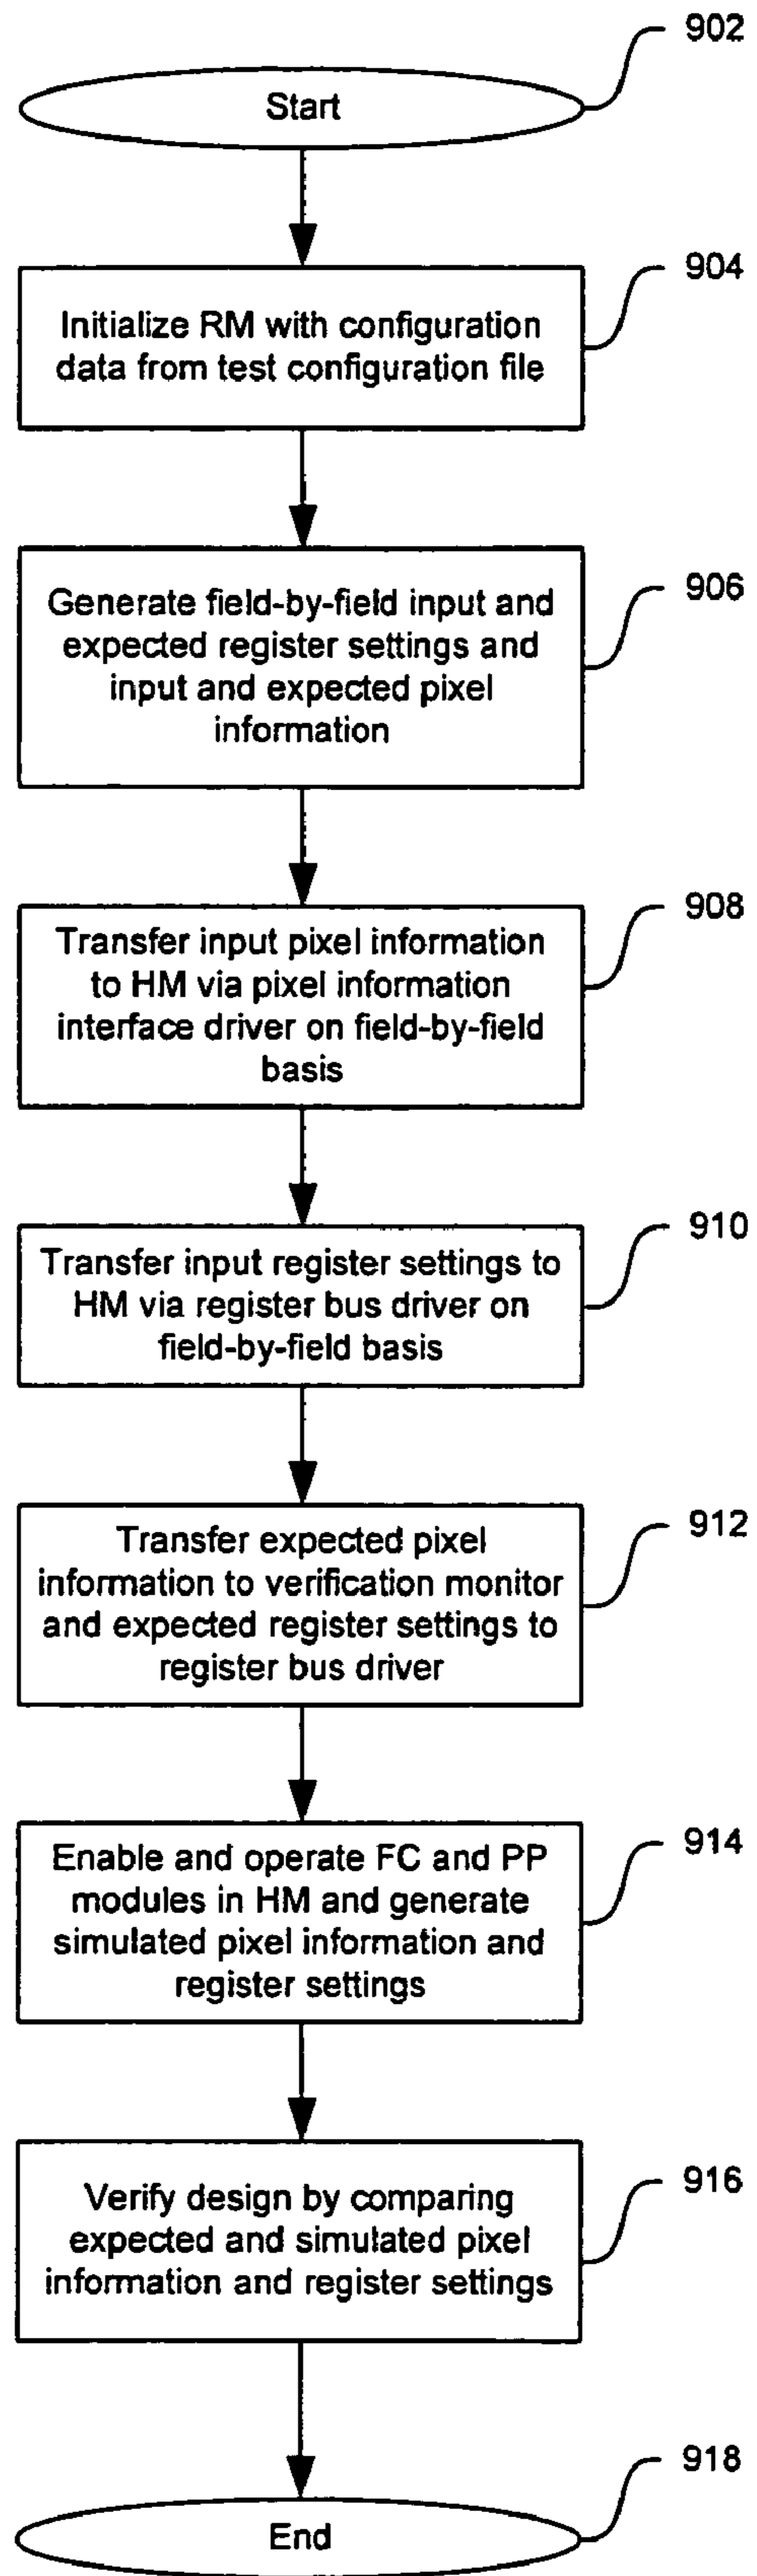 902
Start
904
Initialize RM with configuration
data from test configuration file
906
Generate field-by-field input and
expected register settings and
input and expected pixel
information
908
Transfer input pixel information
to HM via pixel information
interface driver on field-by-field
basis
910
Transfer input register settings to
HM via register bus driver on
field-by-field basis
912
Transfer expected pixel
information to verification monitor
and expected register settings to
register bus driver
914
Enable and operate FC and PP
modules in HM and generate
simulated pixel information and
register settings
916
Verify design by comparing
expected and simulated pixel
information and register settings
918
End